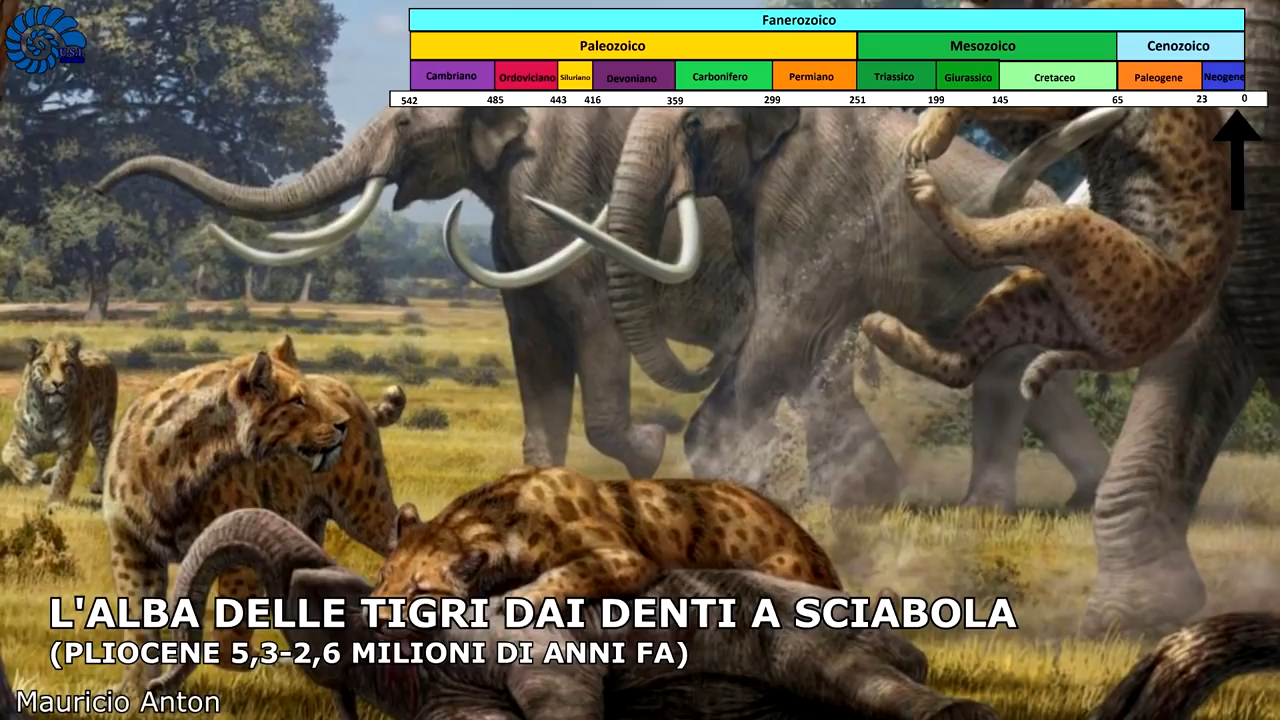 Fanerozoico
Paleozoico Mesozoico Cenozoico
Cambriano Ordoviciano Siluriano Devoniano Carbonifero Permiano Triassico Giurassico Cretaceo Paleogene Neogene
542 485 443 416 359 299 251 199 145 65 23 0
U.S.I.
L'ALBA DELLE TIGRI DAI DENTI A SCIABOLA
(PLIOCENE 5,3-2,6 MILIONI DI ANNI FA)
Mauricio Anton